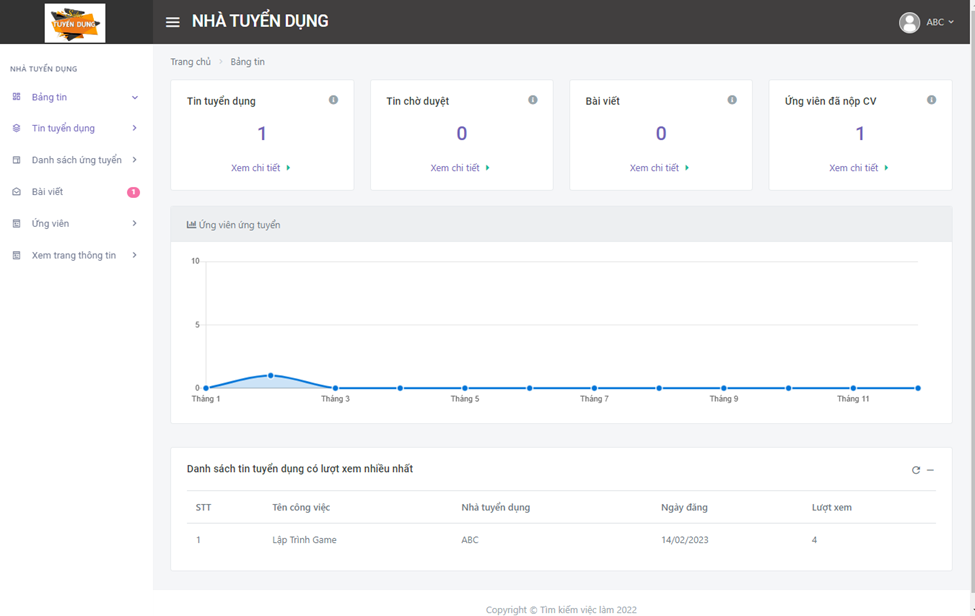 TUYỂN DỤNG
NHÀ TUYỂN DỤNG
ABC
NHÀ TUYỂN DỤNG
Bảng tin
Tin tuyển dụng
Danh sách ứng tuyển
Bài viết
1
Ứng viên
Xem trang thông tin
Trang chủ > Bảng tin
Tin tuyển dụng
1
Xem chi tiết
Tin chờ duyệt
0
Xem chi tiết
Bài viết
0
Xem chi tiết
Ứng viên đã nộp CV
1
Xem chi tiết
Ứng viên ứng tuyển
10
5
0
Tháng 1 Tháng 3 Tháng 5 Tháng 7 Tháng 9 Tháng 11
Danh sách tin tuyển dụng có lượt xem nhiều nhất
STT Tên công việc Nhà tuyển dụng Ngày đăng Lượt xem
1 Lập Trình Game ABC 14/02/2023 4
Copyright © Tìm kiếm việc làm 2022